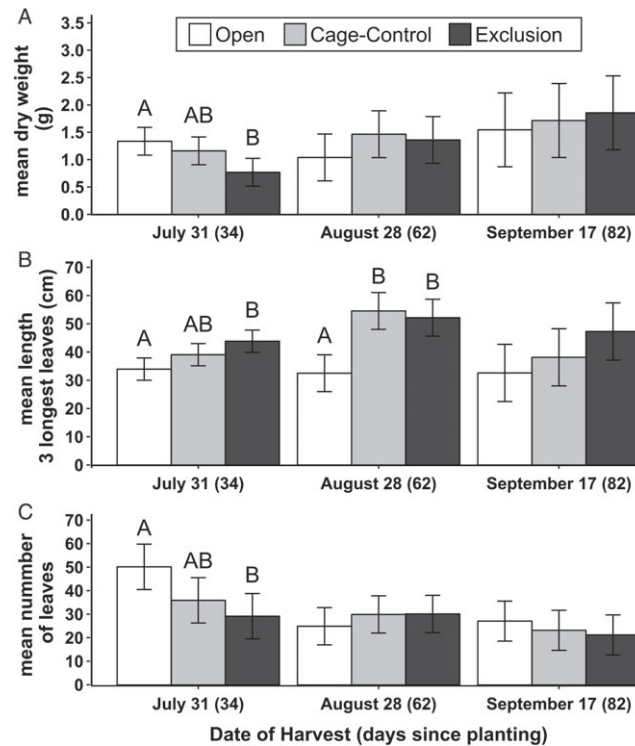 A
Open Cage-Control Exclusion
3.5
3.0
2.5
2.0
1.5
1.0
0.5
0.0
mean dry weight
(g)
A AB B
July 31 (34) August 28 (62) September 17 (82)
B
70
60
50
40
30
20
10
0
mean length
3 longest leaves (cm)
A AB B A B B
July 31 (34) August 28 (62) September 17 (82)
C
70
60
50
40
30
20
10
0
mean nummber
of leaves
A AB B
July 31 (34) August 28 (62) September 17 (82)
Date of Harvest (days since planting)